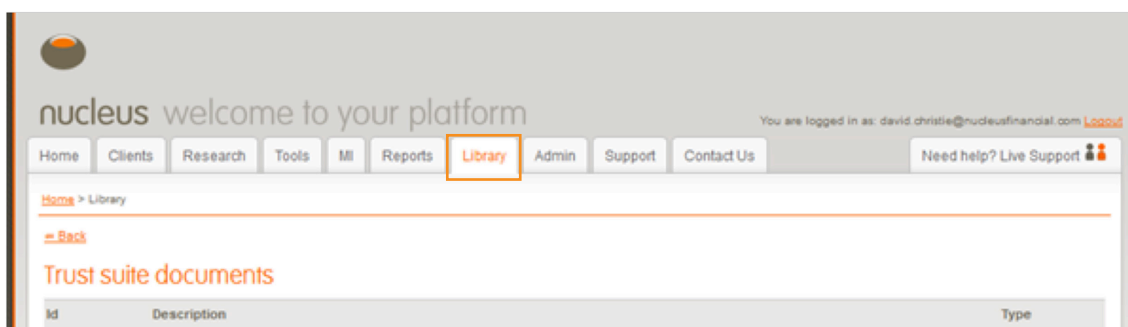 nucleus welcome to your platform
You are logged in as: david.christie@nucleusfinancial.com Logout
Home Clients Research Tools MI Reports Library Admin Support Contact Us Need help? Live Support
Home > Library
⇐ Back
Trust suite documents
Id Description Type